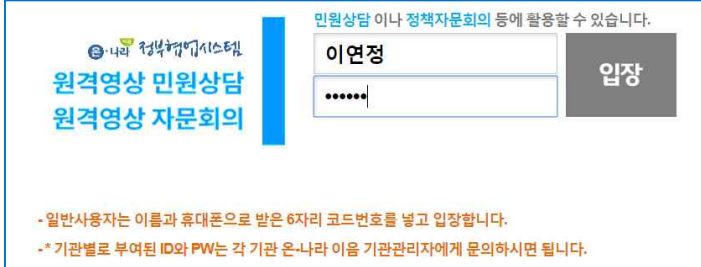 민원상담 이나 정책자문회의 등에 활용할 수 있습니다.
온·나라 정부협업시스템
원격영상 민원상담
원격영상 자문회의
이연정
••••••
입장
- 일반사용자는 이름과 휴대폰으로 받은 6자리 코드번호를 넣고 입장합니다.
-* 기관별로 부여된 ID와 PW는 각 기관 온-나라 이음 기관관리자에게 문의하시면 됩니다.